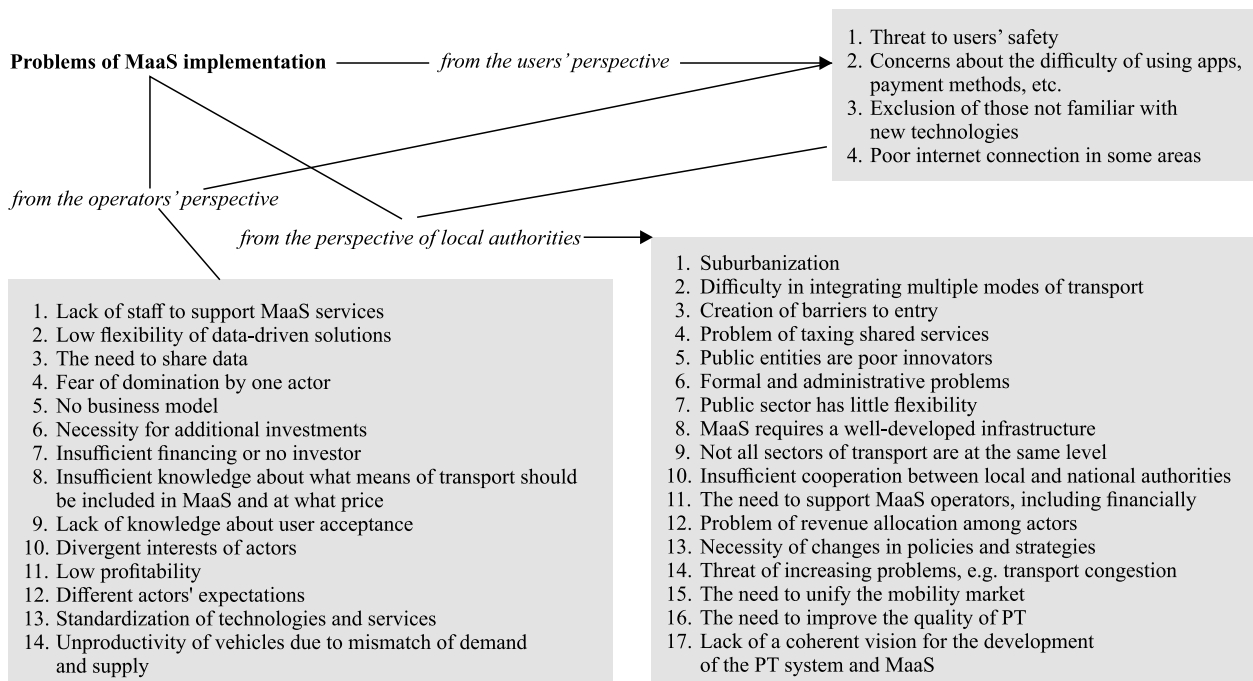 Problems of MaaS implementation
from the users' perspective
1. Threat to users' safety
2. Concerns about the difficulty of using apps,
payment methods, etc.
3. Exclusion of those not familiar with
new technologies
4. Poor internet connection in some areas
from the operators' perspective
from the perspective of local authorities
1. Lack of staff to support MaaS services
2. Low flexibility of data-driven solutions
3. The need to share data
4. Fear of domination by one actor
5. No business model
6. Necessity for additional investments
7. Insufficient financing or no investor
8. Insufficient knowledge about what means of transport should
be included in MaaS and at what price
9. Lack of knowledge about user acceptance
10. Divergent interests of actors
11. Low profitability
12. Different actors' expectations
13. Standardization of technologies and services
14. Unproductivity of vehicles due to mismatch of demand
and supply
1. Suburbanization
2. Difficulty in integrating multiple modes of transport
3. Creation of barriers to entry
4. Problem of taxing shared services
5. Public entities are poor innovators
6. Formal and administrative problems
7. Public sector has little flexibility
8. MaaS requires a well-developed infrastructure
9. Not all sectors of transport are at the same level
10. Insufficient cooperation between local and national authorities
11. The need to support MaaS operators, including financially
12. Problem of revenue allocation among actors
13. Necessity of changes in policies and strategies
14. Threat of increasing problems, e.g. transport congestion
15. The need to unify the mobility market
16. The need to improve the quality of PT
17. Lack of a coherent vision for the development
of the PT system and MaaS